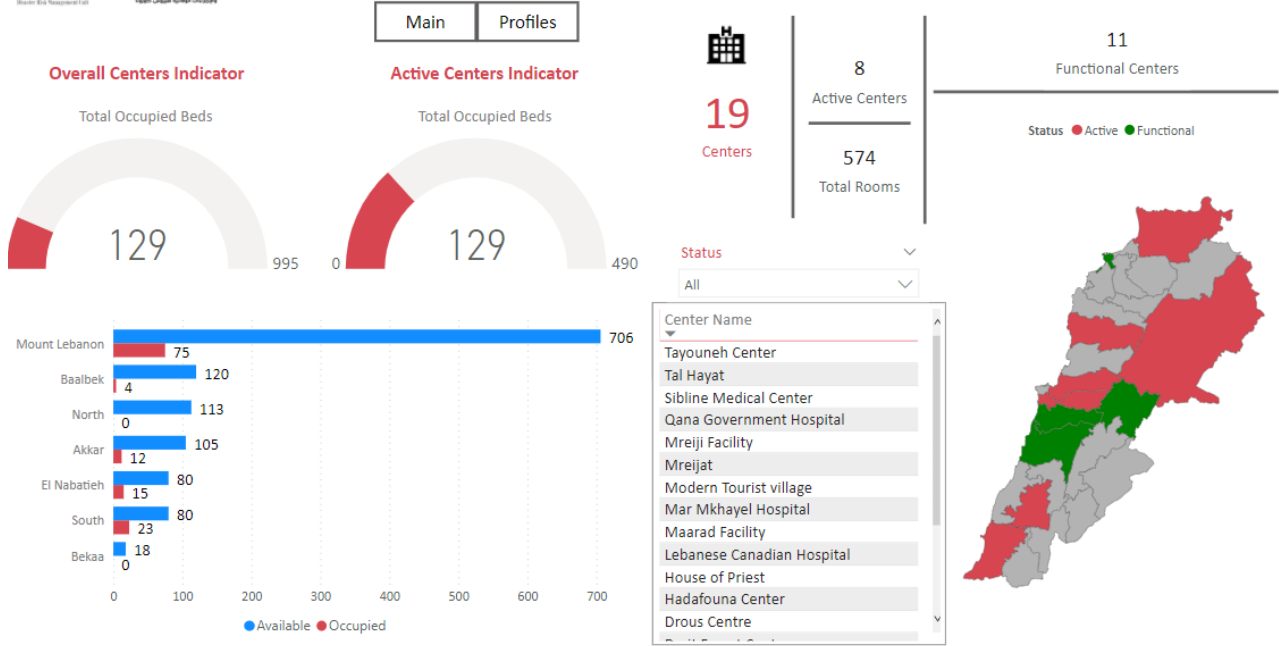 Disaster Risk Management Unit
Main
Profiles
Overall Centers Indicator
Active Centers Indicator
Total Occupied Beds
Total Occupied Beds
129
995
0
129
490
19
Centers
8
Active Centers
574
Total Rooms
11
Functional Centers
Status Active Functional
Status
All
Center Name
Tayouneh Center
Tal Hayat
Sibline Medical Center
Qana Government Hospital
Mreiji Facility
Mreijat
Modern Tourist village
Mar Mkhayel Hospital
Maarad Facility
Lebanese Canadian Hospital
House of Priest
Hadafouna Center
Drous Centre
Mount Lebanon 706
75
Baalbek 120
4
North 113
0
Akkar 105
12
El Nabatieh 80
15
South 80
23
Bekaa 18
0
0 100 200 300 400 500 600 700
Available Occupied